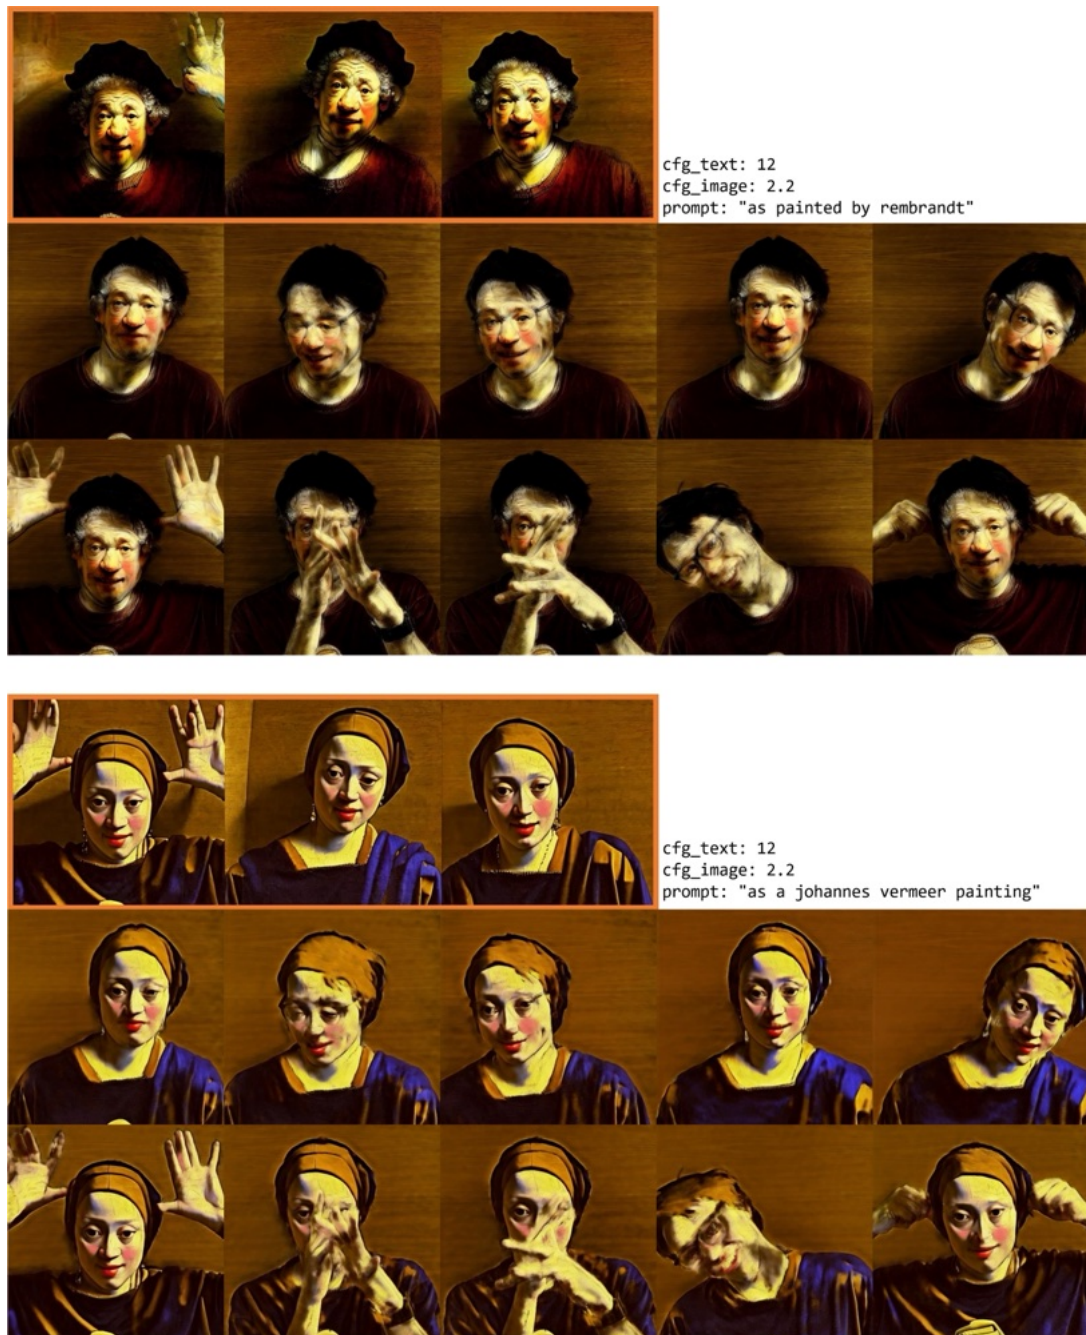 cfg_text: 12
cfg_image: 2.2
prompt: "as painted by rembrandt"
cfg_text: 12
cfg_image: 2.2
prompt: "as a johannes vermeer painting"